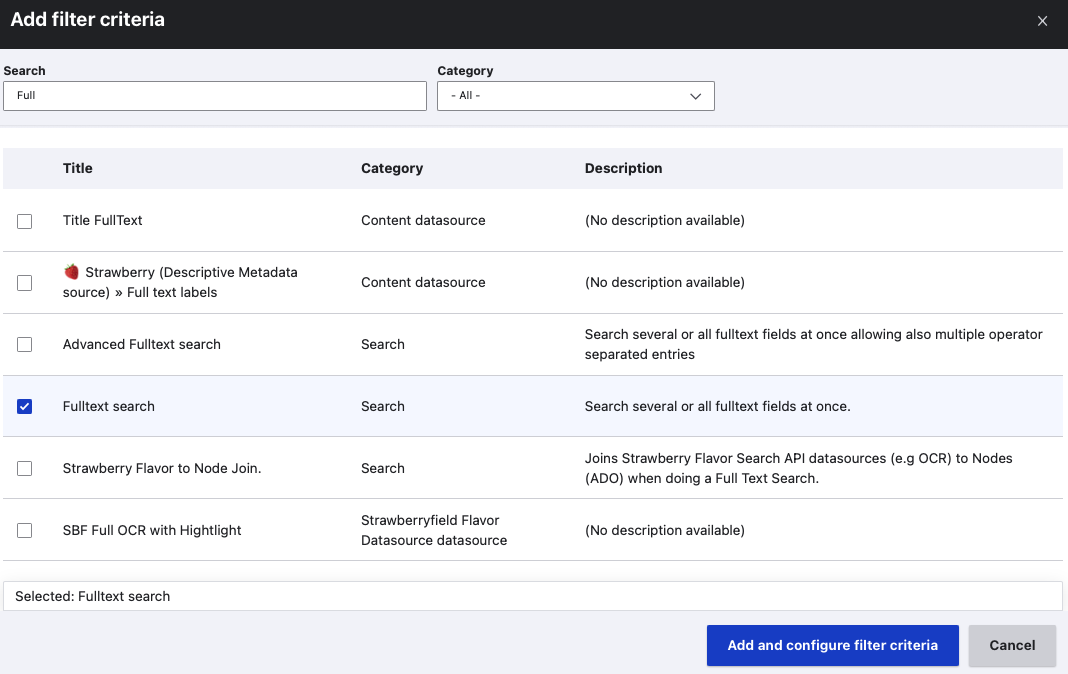 Add filter criteria
Search
Category
Full
- All -
Title
Category
Description
Title FullText
Content datasource
(No description available)
Strawberry (Descriptive Metadata
source) » Full text labels
Content datasource
(No description available)
Advanced Fulltext search
Search
Search several or all fulltext fields at once allowing also multiple operator
separated entries
Fulltext search
Search
Search several or all fulltext fields at once.
Strawberry Flavor to Node Join.
Search
Joins Strawberry Flavor Search API datasources (e.g OCR) to Nodes
(ADO) when doing a Full Text Search.
SBF Full OCR with Hightlight
Strawberryfield Flavor
Datasource datasource
(No description available)
Selected: Fulltext search
Add and configure filter criteria
Cancel